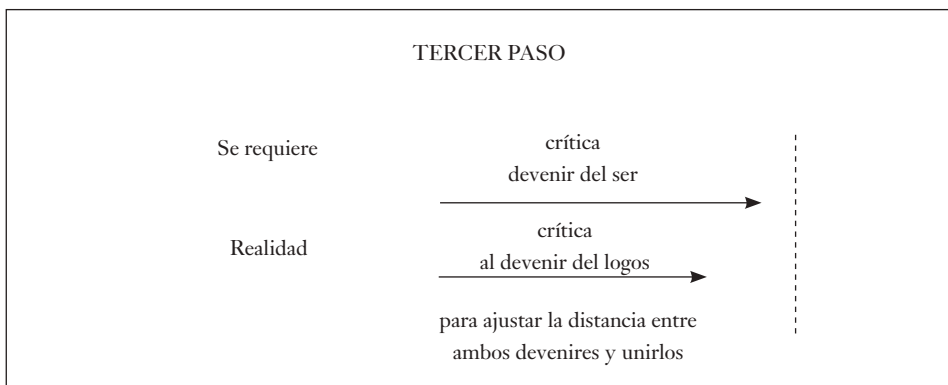 TERCER PASO
Se requiere
crítica
devenir del ser
Realidad
crítica
al devenir del logos
para ajustar la distancia entre
ambos devenires y unirlos